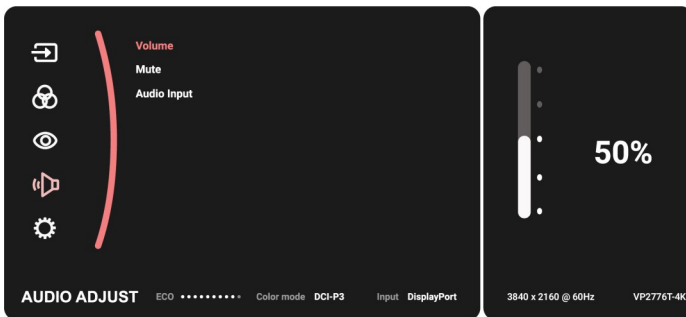 Volume
Mute
Audio Input
50%
AUDIO ADJUST ECO Color mode DCI-P3 Input DisplayPort
3840 x 2160 @ 60Hz VP2776T-4K